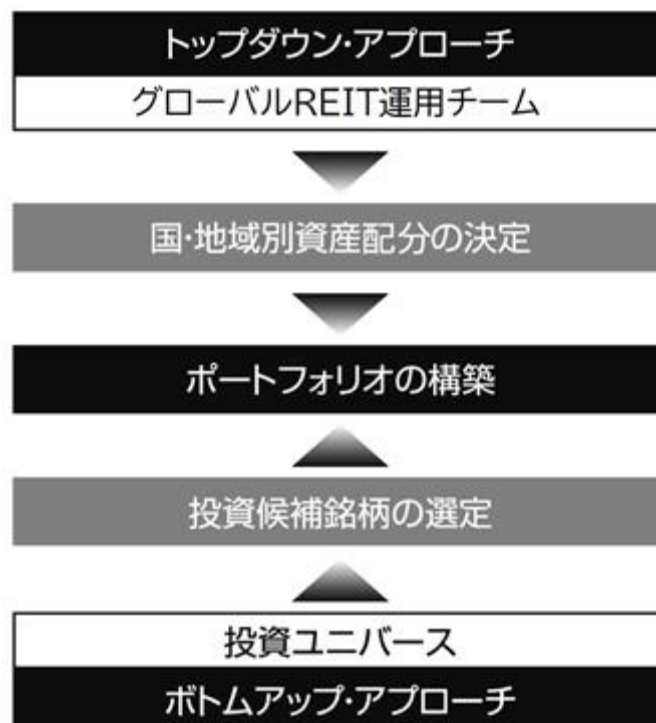 トップダウン・アプローチ
グローバルREIT運用チーム
国・地域別資産配分の決定
ポートフォリオの構築
投資候補銘柄の選定
投資ユニバース
ボトムアップ・アプローチ